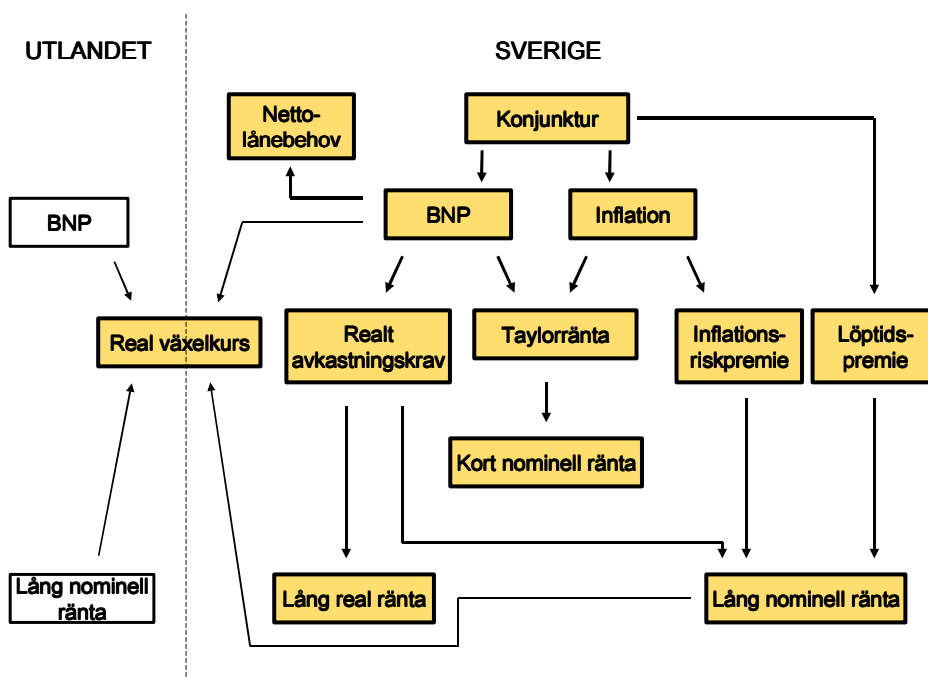 UTLANDET
SVERIGE
Netto-
lånebehov
Konjunktur
BNP
BNP
Inflation
Real växelkurs
Realt
avkastningskrav
Taylorränta
Inflations-
riskpremie
Löptids-
premie
Kort nominell ränta
Lång nominell
ränta
Lång real ränta
Lång nominell ränta